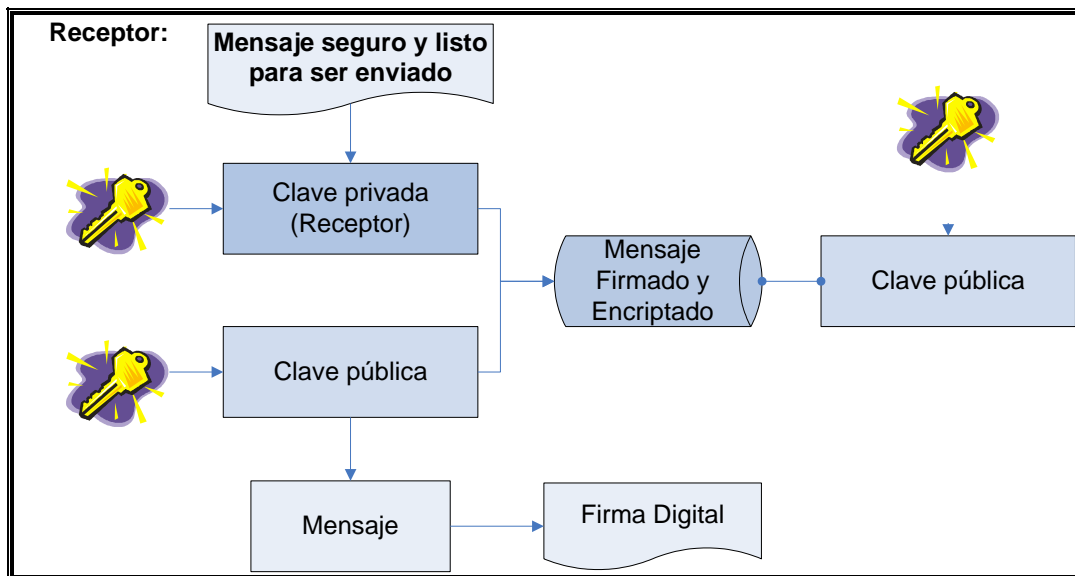 Receptor:
Mensaje seguro y listo
para ser enviado
Clave privada
(Receptor)
Mensaje
Firmado y
Encriptado
Clave pública
Clave pública
Mensaje
Firma Digital